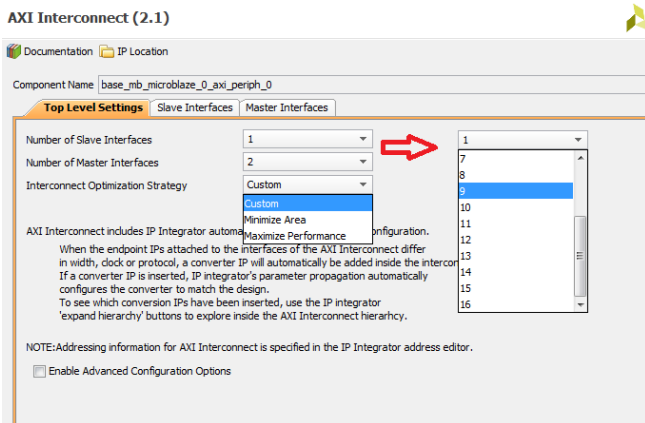 AXI Interconnect (2.1)
Documentation IP Location
Component Name base_mb_microblaze_0_axi_periph_0
Top Level Settings Slave Interfaces Master Interfaces
Number of Slave Interfaces 1 1
Number of Master Interfaces 2 7
8
Interconnect Optimization Strategy Custom 9
Custom 10
Minimize Area 11
AXI Interconnect includes IP Integrator automa Maximize Performance onfiguration. 12
When the endpoint IPs attached to the interfaces of the AXI Interconnect differ 13
in width, clock or protocol, a converter IP will automatically be added inside the intercon
If a converter IP is inserted, IP integrator's parameter propagation automatically 14
configures the converter to match the design. 15
To see which conversion IPs have been inserted, use the IP integrator 16
'expand hierarchy' buttons to explore inside the AXI Interconnect hierarhcy.
NOTE:Addressing information for AXI Interconnect is specified in the IP Integrator address editor.
Enable Advanced Configuration Options